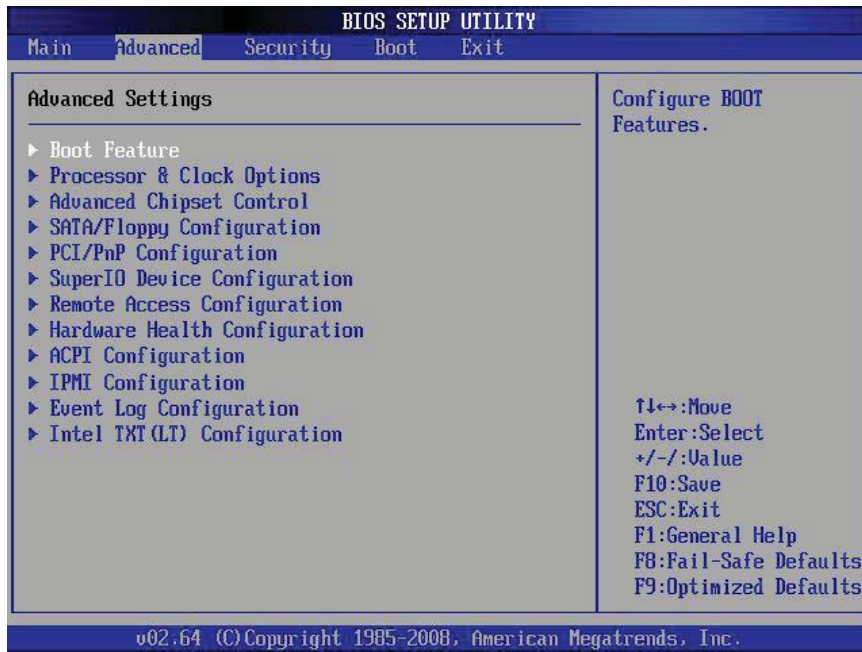 BIOS SETUP UTILITY
Main Advanced Security Boot Exit
Advanced Settings
▶ Boot Feature
▶ Processor & Clock Options
▶ Advanced Chipset Control
▶ SATA/Floppy Configuration
▶ PCI/PnP Configuration
▶ SuperIO Device Configuration
▶ Remote Access Configuration
▶ Hardware Health Configuration
▶ ACPI Configuration
▶ IPMI Configuration
▶ Event Log Configuration
▶ Intel TXT(LT) Configuration
Configure BOOT
Features.
↑↓←→:Move
Enter:Select
+/-/:Value
F10:Save
ESC:Exit
F1:General Help
F8:Fail-Safe Defaults
F9:Optimized Defaults
v02.64 (C)Copyright 1985-2008, American Megatrends, Inc.